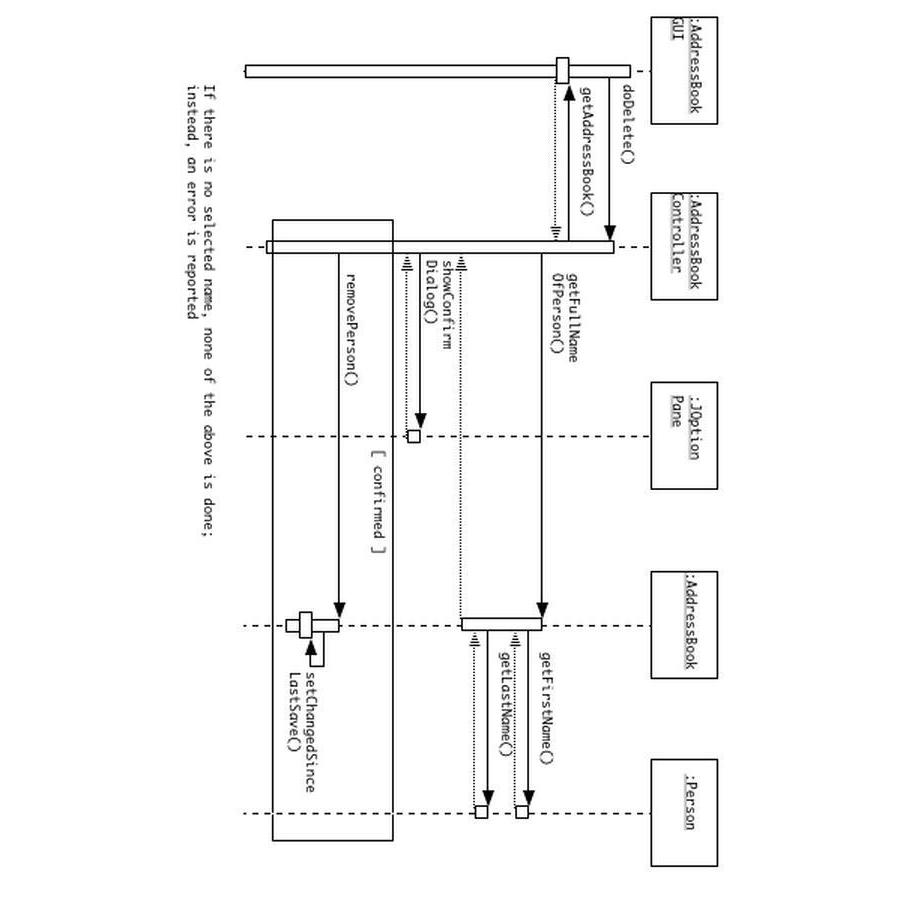 :AddressBook
GUI
:AddressBook
Controller
:JOption
Pane
:AddressBook
:Person
doDelete()
getAddressBook()
getFullName
OfPerson()
getFirstName()
getLastName()
showConfirm
Dialog()
[ confirmed ]
removePerson()
setChangedSince
LastSave()
If there is no selected name, none of the above is done;
instead, an error is reported